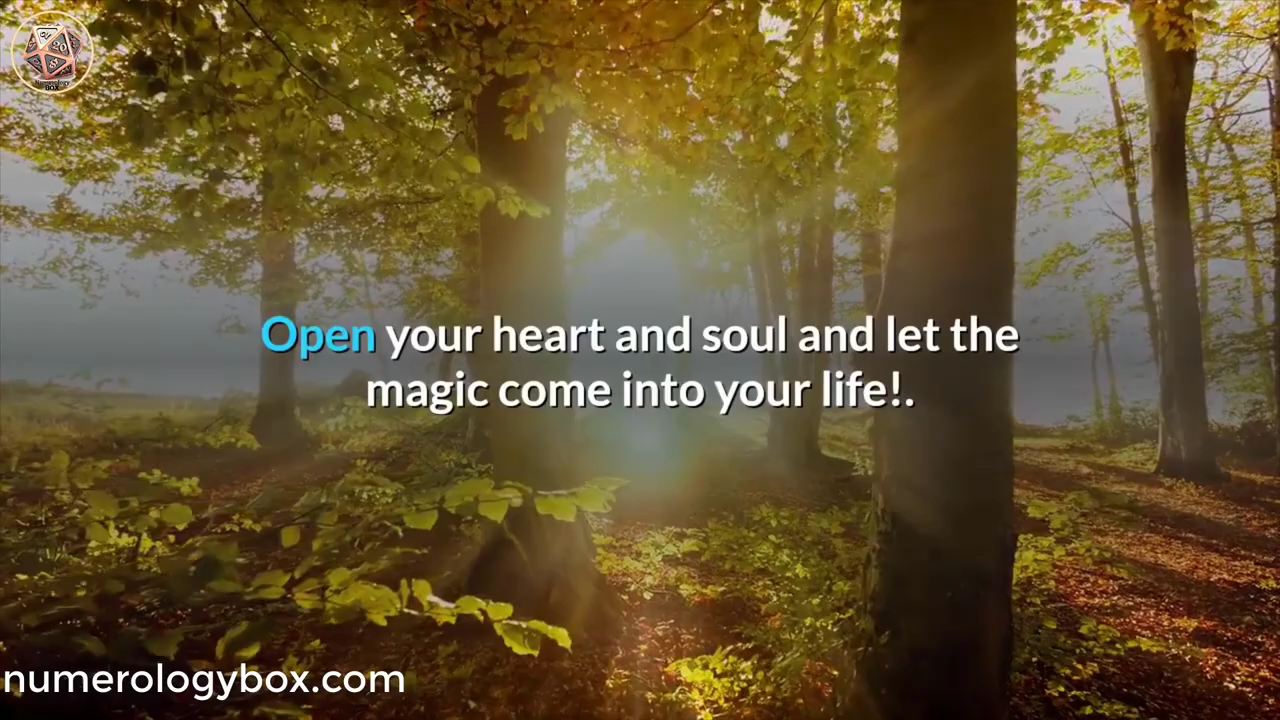 Open your heart and soul and let the
magic come into your life!.
numerologybox.com